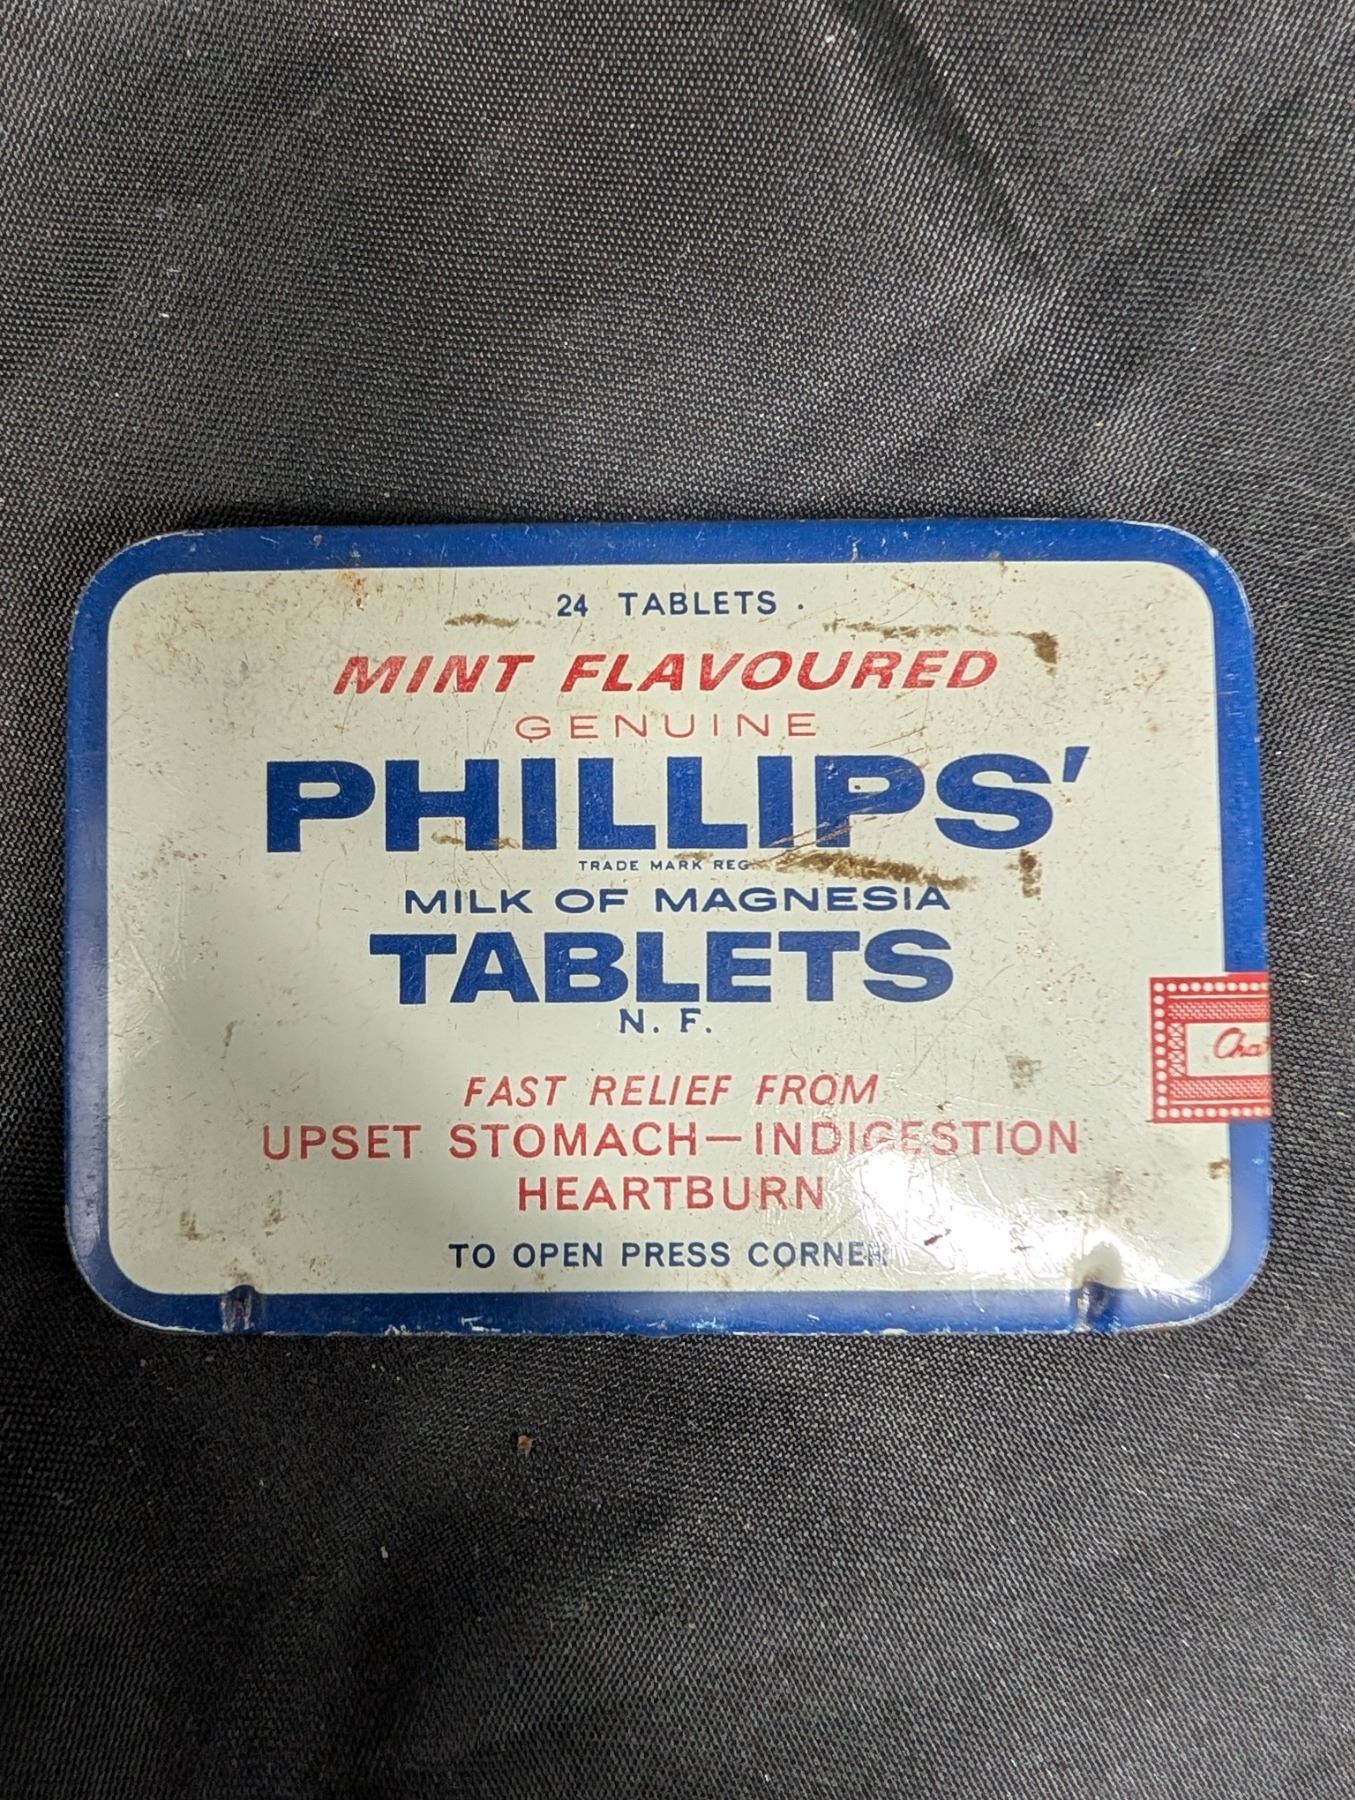 24 TABLETS .
MINT FLAVOURED
GENUINE
PHILLIPS'
TRADE MARK REG.
MILK OF MAGNESIA
TABLETS
N. F.
FAST RELIEF FROM
UPSET STOMACH—INDIGESTION
HEARTBURN
TO OPEN PRESS CORNER